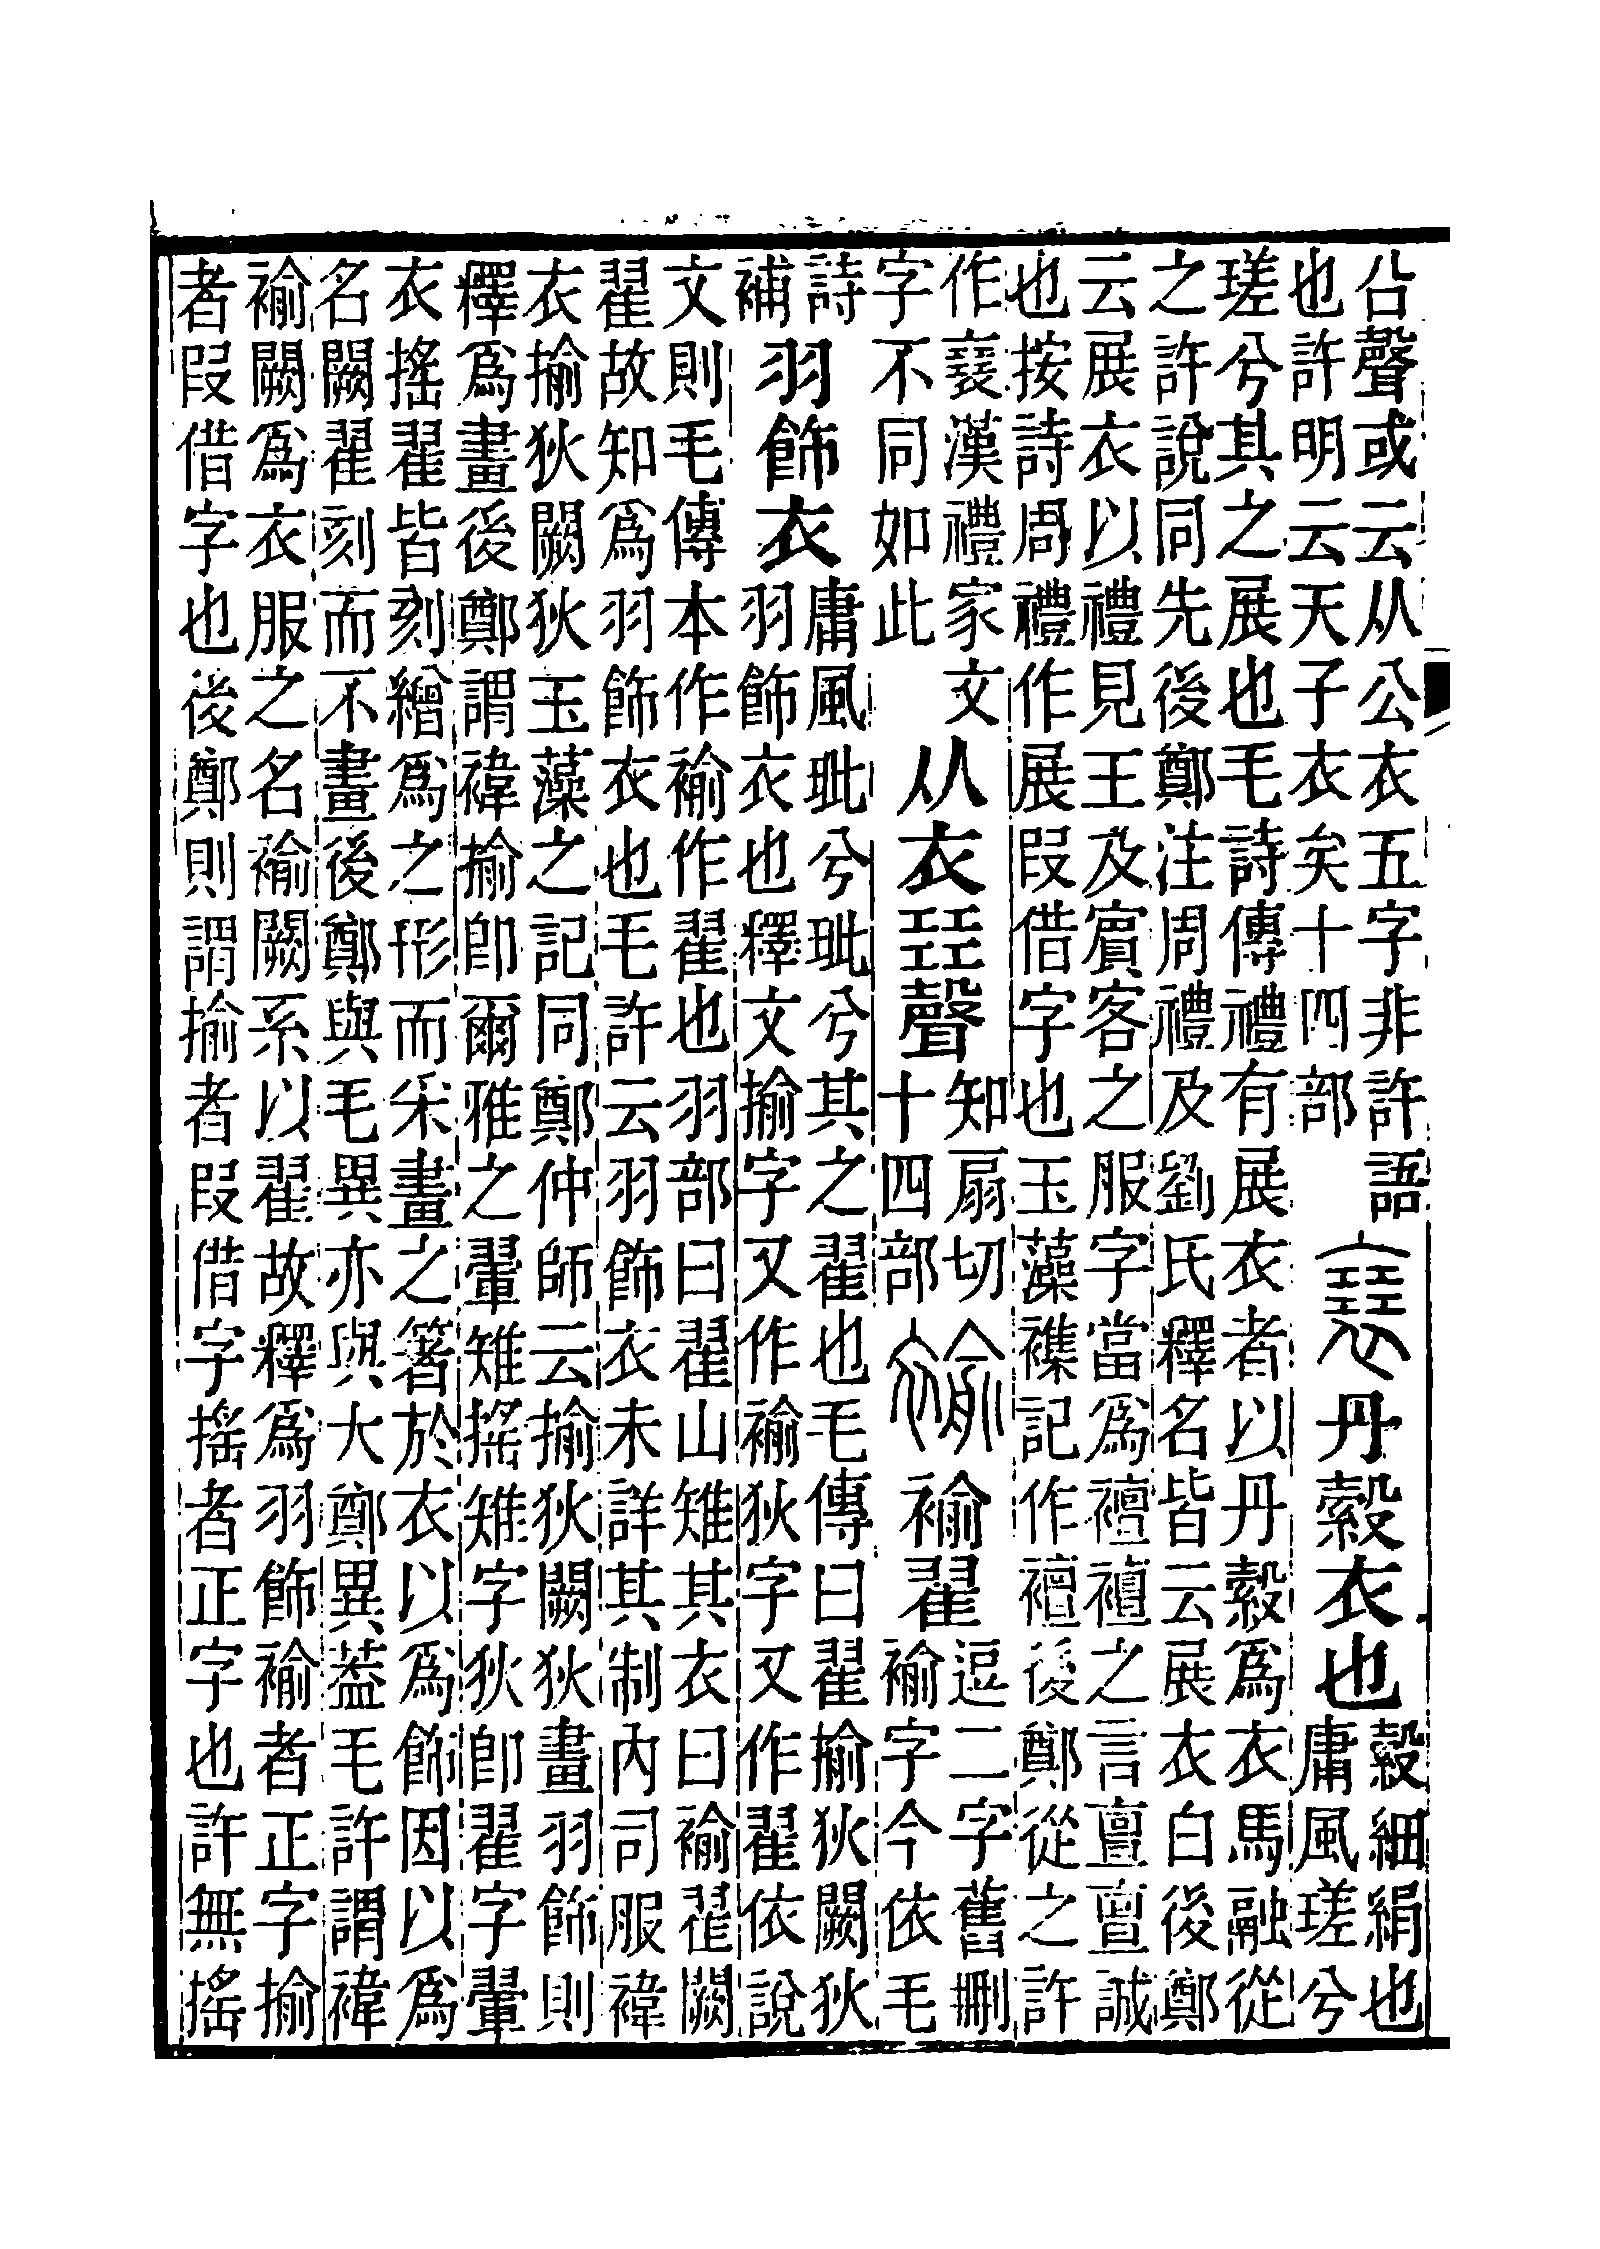 㕣聲或云从公衣五字非許語
也許明云天子衣矣十四部
𧝑丹縠衣也
縠細絹也
庸風瑳兮
瑳兮其之展也毛詩傳禮有展衣者以丹縠爲衣馬融從
之許說同先後鄭注周禮及劉氏釋名皆云展衣白後鄭
云展衣以禮見王及賔客之服字當爲襢襢之言亶亶誠
也按詩周禮作展叚借字也玉藻襍記作襢後鄭從之許
作𧝑漢禮家文
字不同如此
从衣㠭聲
知扇切
十四部
褕褕翟
逗二字舊刪
褕字今依毛
詩
補
羽飾衣
庸風玼兮玼兮其之翟也毛傳曰翟揄狄闕狄
羽飾衣也釋文揄字又作褕狄字又作翟依說
文則毛傳本作褕作翟也羽部曰翟山雉其衣曰褕翟闕
翟故知爲羽飾衣也毛許云羽飾衣未詳其制內司服褘
衣揄狄闕狄玉藻之記同鄭仲師云揄狄闕狄畫羽飾則
釋爲畫後鄭謂褘揄卽爾雅之翬雉搖雉字狄卽翟字翬
衣搖翟皆刻繒爲之形而采畫之箸於衣以爲飾因以爲
名闕翟刻而不畫後鄭與毛異亦與大鄭異葢毛許謂褘
褕闕爲衣服之名褕闕系以翟故釋爲羽飾褕者正字揄
者叚借字也後鄭則謂揄者叚借字搖者正字也許無搖